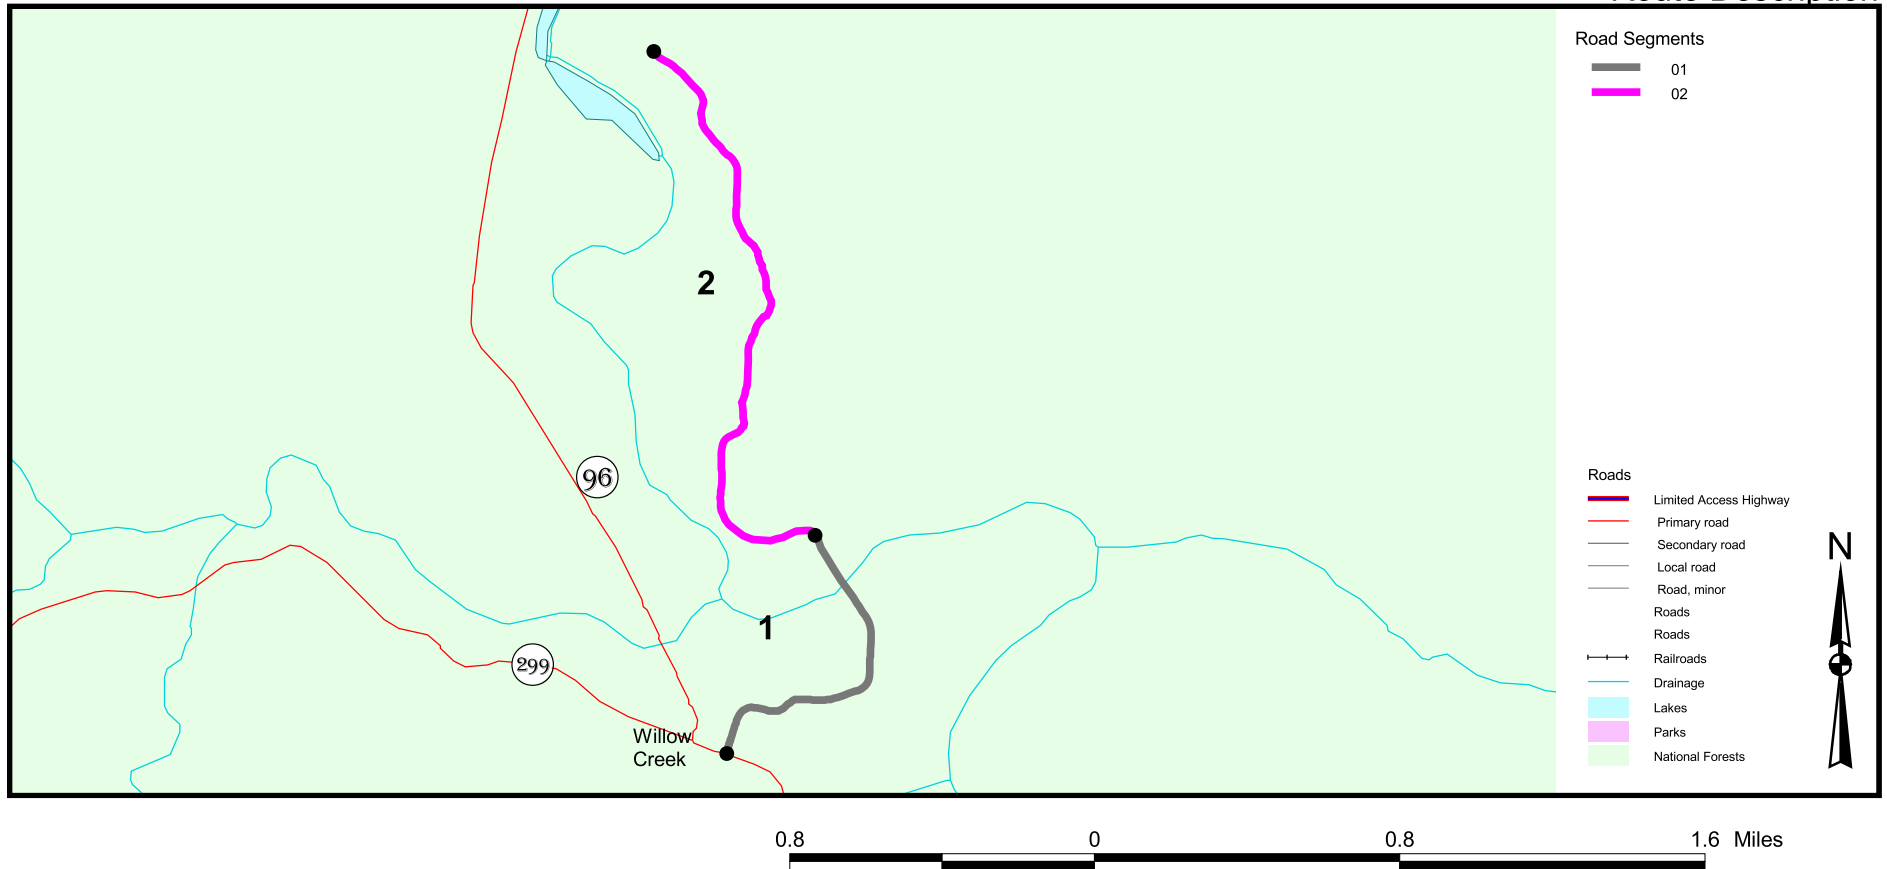 Route Description
Road Segments
01
02
2
96
1
299
Willow
Creek
Roads
Limited Access Highway
Primary road
Secondary road
Local road
Road, minor
Roads
Roads
Railroads
Drainage
Lakes
Parks
National Forests
N
0.8 0 0.8 1.6 Miles